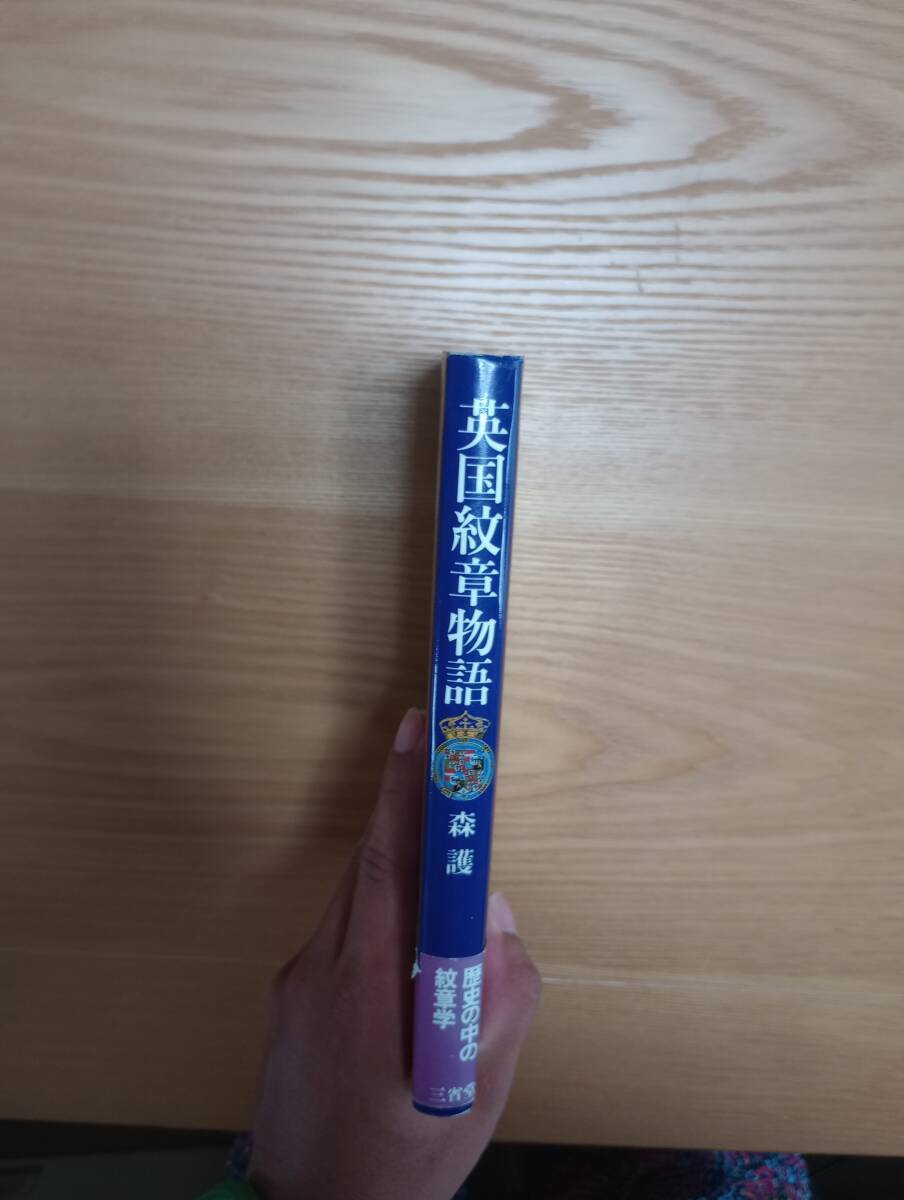 英国紋章物語
森 護
歴史の中の
紋章学
三省堂